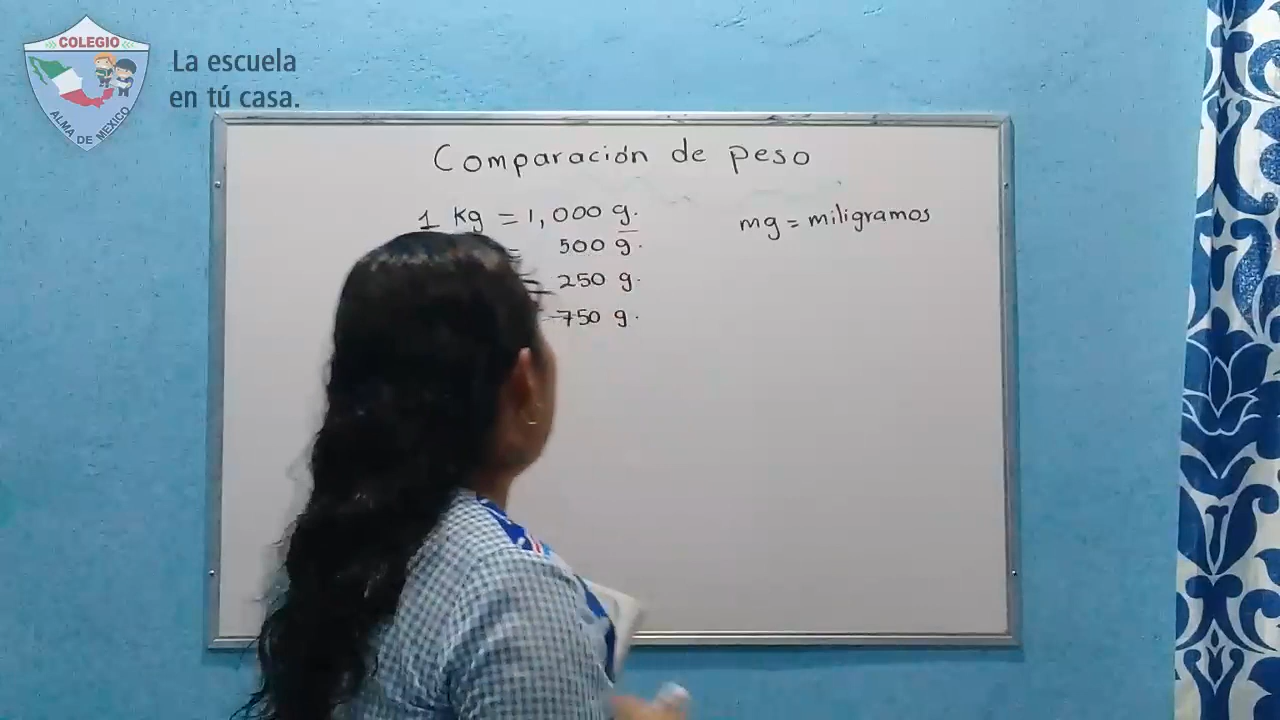 COLEGIO
ALMA DE MEXICO
La escuela
en tú casa.
Comparación de peso
1 kg = 1,000 g.
= 500 g.
= 250 g.
750 g.
mg = miligramos